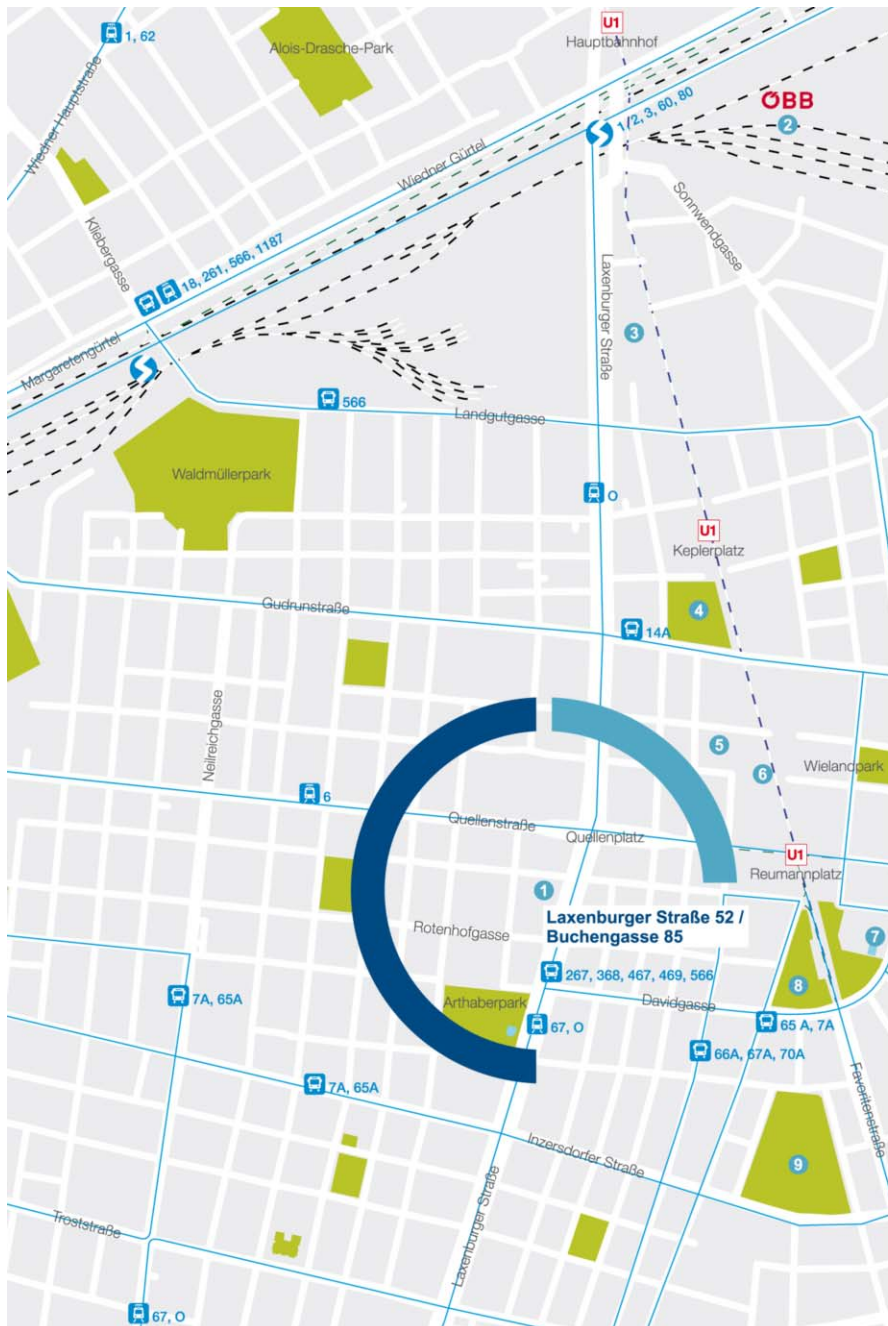 U1
Hauptbahnhof
1, 62
Alois-Drasche-Park
Wiedner Hauptstraße
ÖBB
2
1, 2, 3, 60, 80
Wiedner Gürtel
Kliebergasse
Sonnwendgasse
18, 261, 566, 1187
Laxenburger Straße
3
Margaretengürtel
566
Landgutgasse
Waldmüllerpark
O
U1
Keplerplatz
Gudrunstraße
4
14A
Neilreichgasse
5
Wielandpark
6
6
Quellenstraße
Quellenplatz
U1
Reumannplatz
1
Laxenburger Straße 52 /
Buchengasse 85
Rotenhofgasse
7
267, 368, 467, 469, 566
8
7A, 65A
Arthaberpark
Davidgasse
67, O
65 A, 7A
66A, 67A, 70A
7A, 65A
Favoritenstraße
Inzersdorfer Straße
9
Laxenburger Straße
Troststraße
67, O